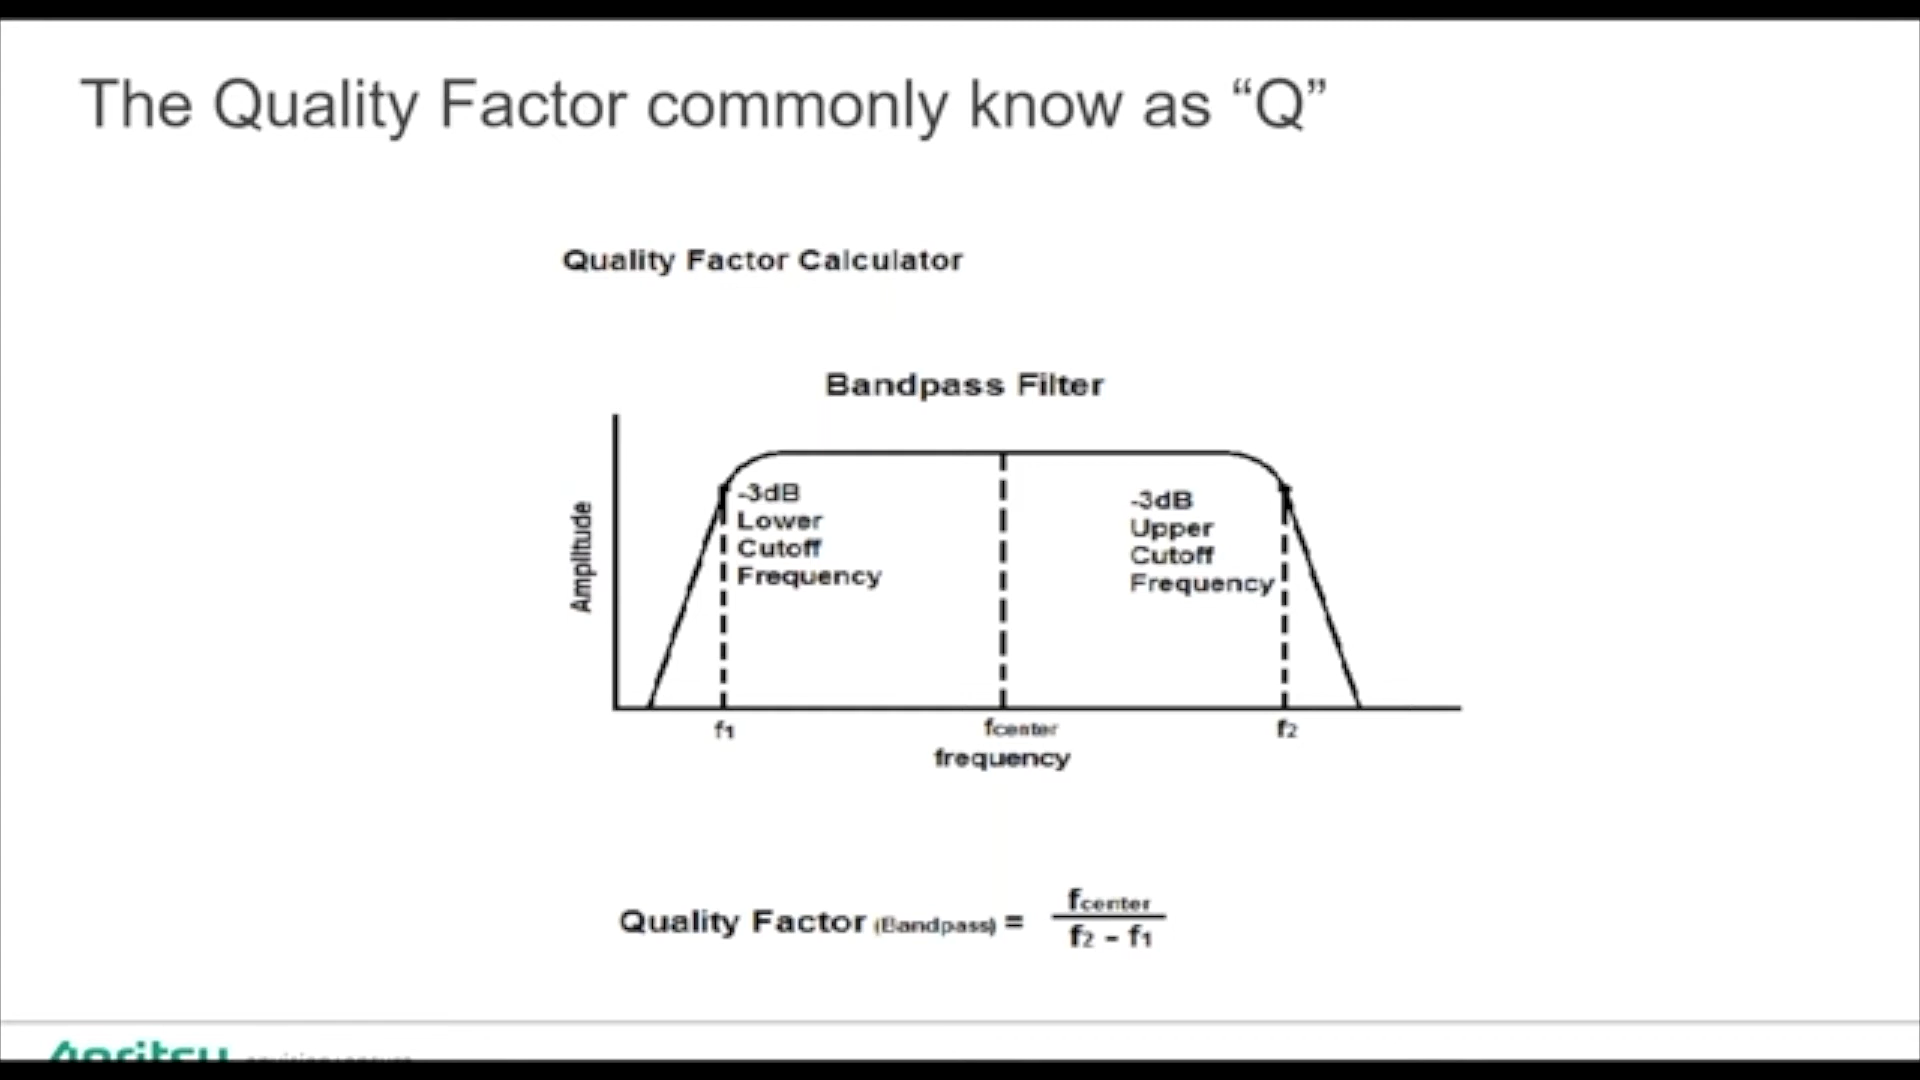 The Quality Factor commonly know as “Q”
Quality Factor Calculator
Bandpass Filter
Amplitude
-3dB
Lower
Cutoff
Frequency
-3dB
Upper
Cutoff
Frequency
f1
fcenter
f2
frequency
Quality Factor (Bandpass) = fcenter
f2 - f1
Anritsu